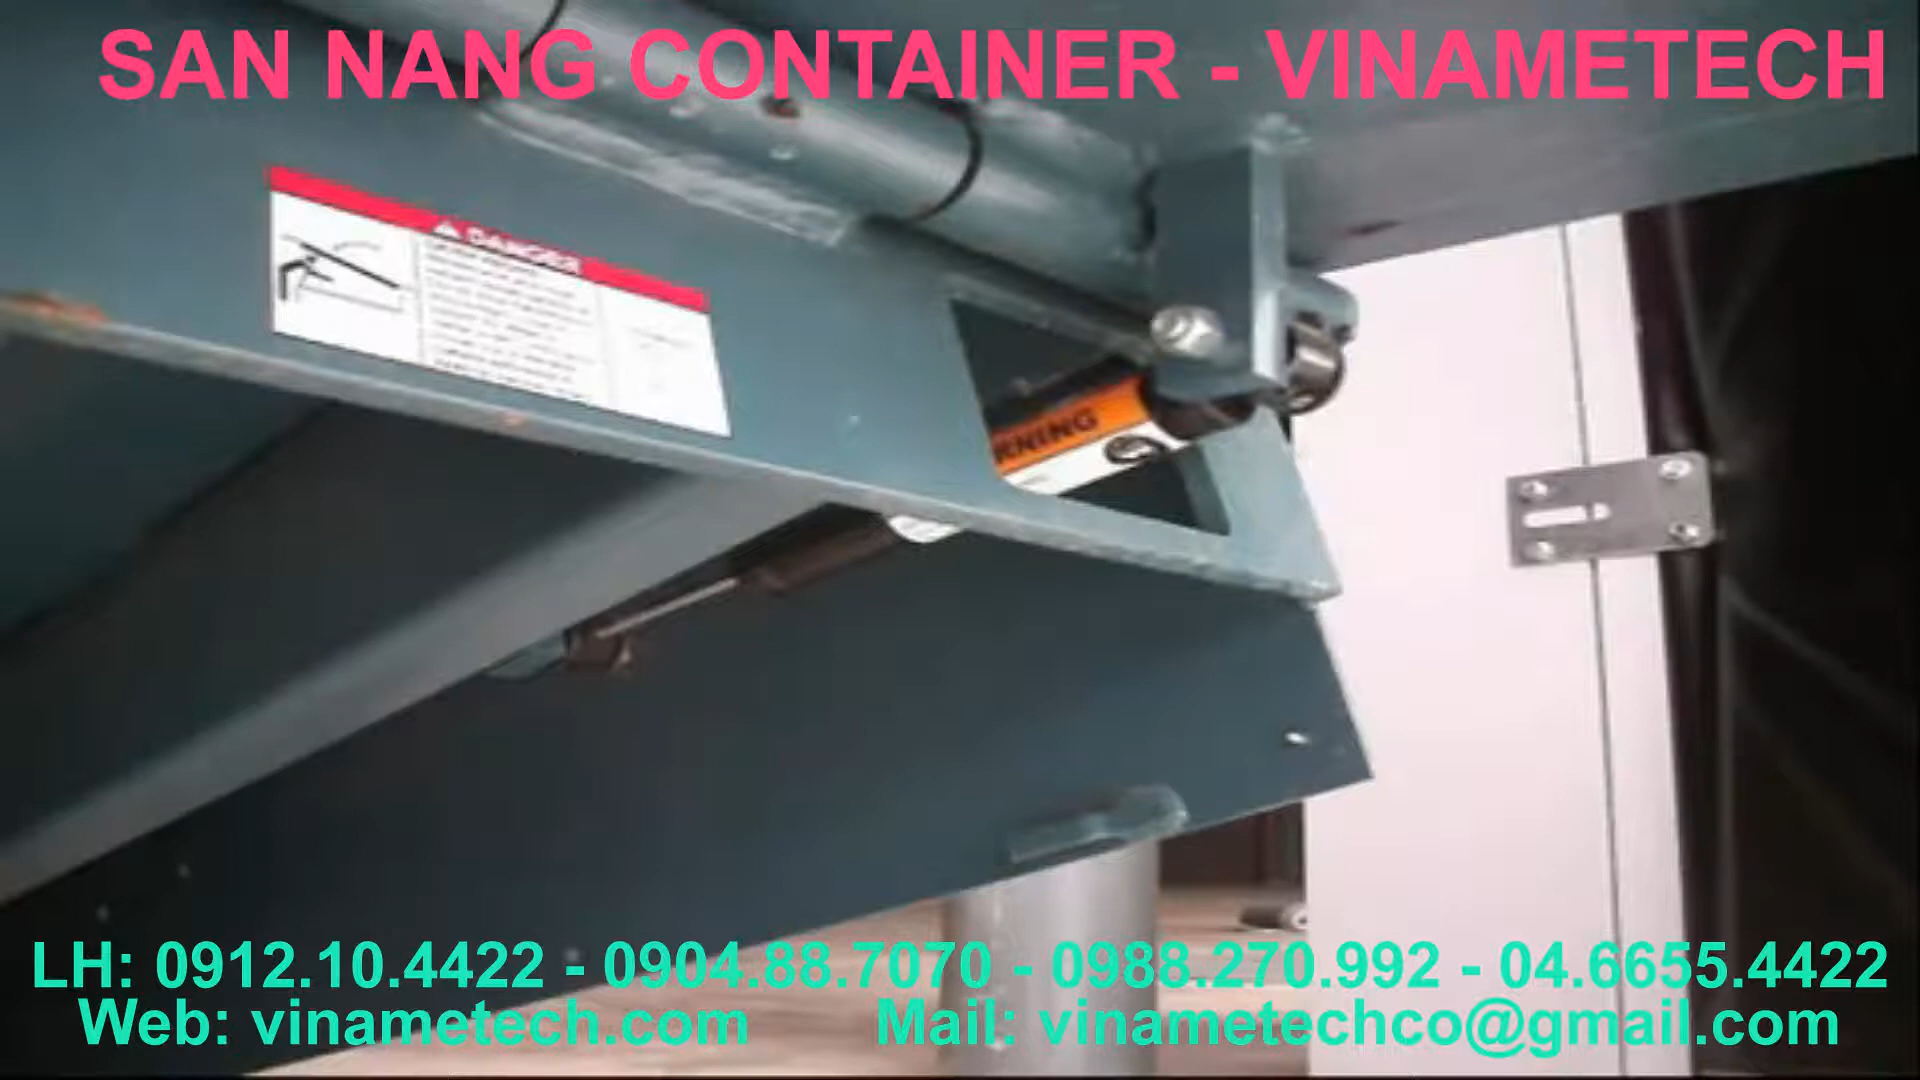 SAN NANG CONTAINER - VINAMETECH
DANGER
RNING
LH: 0912.10.4422 - 0904.88.7070 - 0988.270.992 - 04.6655.4422
Web: vinametech.com Mail: vinametechco@gmail.com